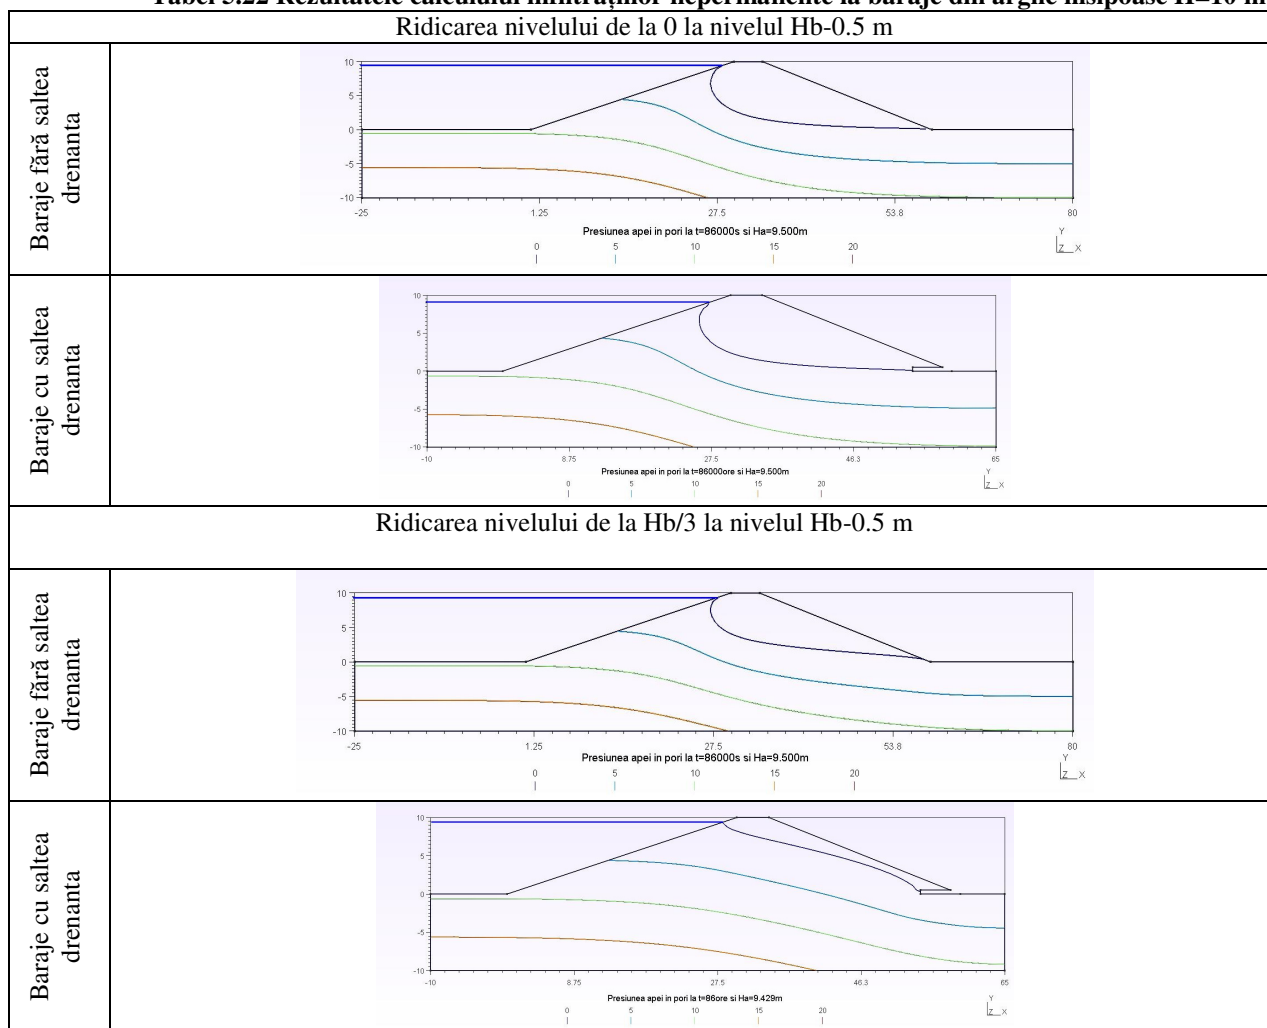 Tabel 5.22 Rezultatele calculului infiltrațiilor nepermanente la baraje din argile nisipoase H=10 m
Ridicarea nivelului de la 0 la nivelul Hb-0.5 m
Baraje fără saltea
drenanta
10
5
0
-5
-10
-25 1.25 27.5 53.8 80
Presiunea apei in pori la t=86000s si Ha=9.500m
0 5 10 15 20
Y
Z X
Baraje cu saltea
drenanta
10
5
0
-5
-10
-10 8.75 27.5 46.3 65
Presiunea apei in pori la t=86000ore si Ha=9.500m
0 5 10 15 20
Y
Z X
Ridicarea nivelului de la Hb/3 la nivelul Hb-0.5 m
Baraje fără saltea
drenanta
10
5
0
-5
-10
-25 1.25 27.5 53.8 80
Presiunea apei in pori la t=86000s si Ha=9.500m
0 5 10 15 20
Y
Z X
Baraje cu saltea
drenanta
10
5
0
-5
-10
-10 8.75 27.5 46.3 65
Presiunea apei in pori la t=86ore si Ha=9.429m
0 5 10 15 20
Y
Z X